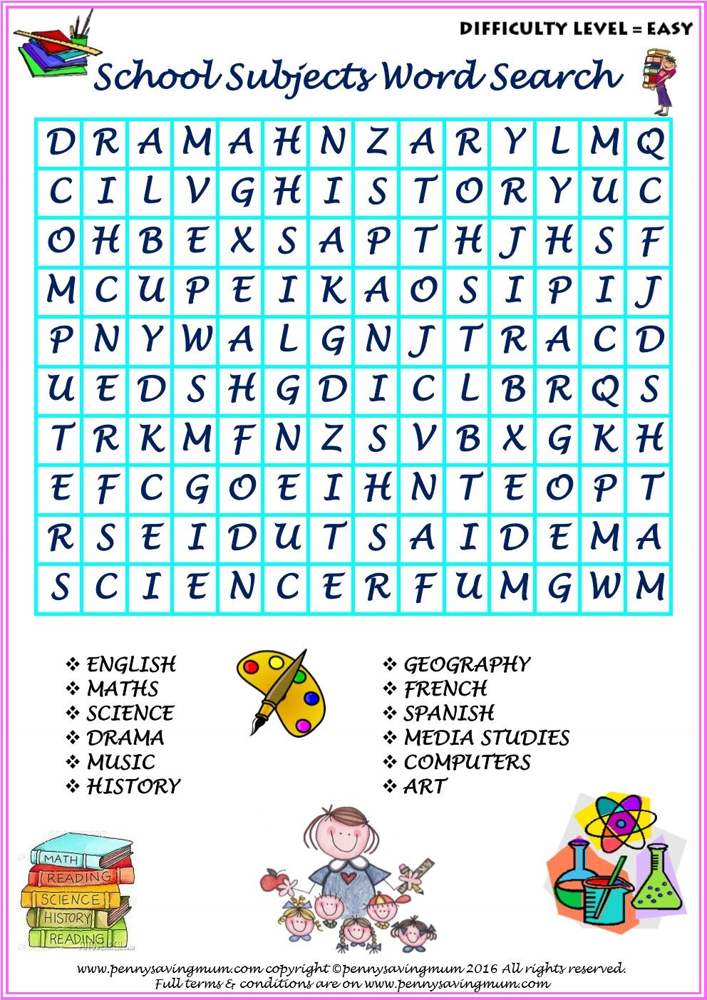 DIFFICULTY LEVEL = EASY
School Subjects Word Search
D R A M A H N Z A R Y L M Q
C I L V G H I S T O R Y U C
O H B E X S A P T H J H S F
M C U P E I K A O S I P I J
P N Y W A L G N J T R A C D
U E D S H G D I C L B R Q S
T R K M F N Z S V B X G K H
E F C G O E I H N T E O P T
R S E I D U T S A I D E M A
S C I E N C E R F U M G W M
❖ ENGLISH
❖ MATHS
❖ SCIENCE
❖ DRAMA
❖ MUSIC
❖ HISTORY
❖ GEOGRAPHY
❖ FRENCH
❖ SPANISH
❖ MEDIA STUDIES
❖ COMPUTERS
❖ ART
MATH
READING
SCIENCE
HISTORY
READING
www.pennysavingmum.com copyright ©pennysavingmum 2016 All rights reserved.
Full terms & conditions are on www.pennysavingmum.com